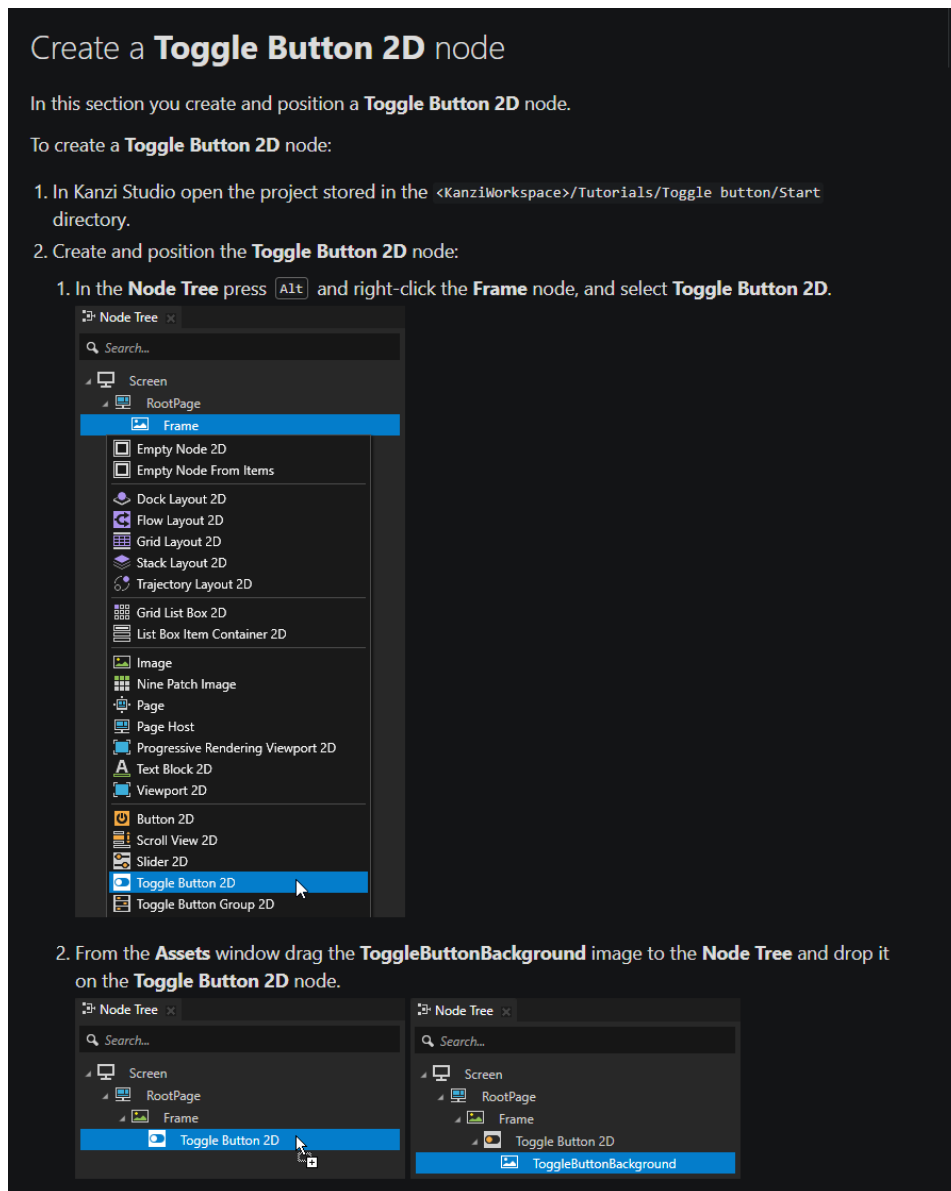 Create a Toggle Button 2D node
In this section you create and position a Toggle Button 2D node.
To create a Toggle Button 2D node:
1. In Kanzi Studio open the project stored in the <KanziWorkspace>/Tutorials/Toggle button/Start
directory.
2. Create and position the Toggle Button 2D node:
1. In the Node Tree press Alt and right-click the Frame node, and select Toggle Button 2D.
Node Tree
Search...
Screen
RootPage
Frame
Empty Node 2D
Empty Node From Items
Dock Layout 2D
Flow Layout 2D
Grid Layout 2D
Stack Layout 2D
Trajectory Layout 2D
Grid List Box 2D
List Box Item Container 2D
Image
Nine Patch Image
Page
Page Host
Progressive Rendering Viewport 2D
Text Block 2D
Viewport 2D
Button 2D
Scroll View 2D
Slider 2D
Toggle Button 2D
Toggle Button Group 2D
2. From the Assets window drag the ToggleButtonBackground image to the Node Tree and drop it
on the Toggle Button 2D node.
Node Tree
Search...
Screen
RootPage
Frame
Toggle Button 2D
Node Tree
Search...
Screen
RootPage
Frame
Toggle Button 2D
ToggleButtonBackground